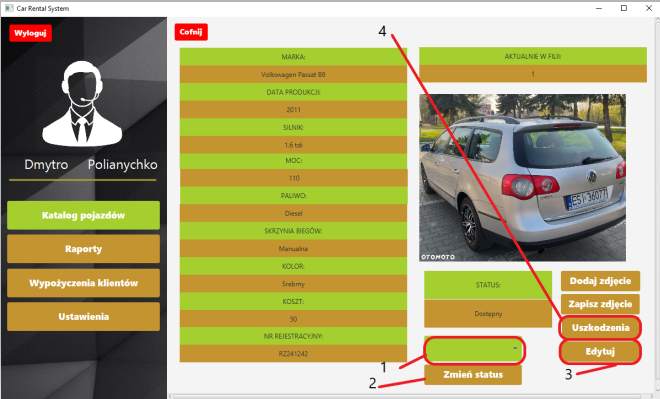 Car Rental System
Wyloguj
Dmytro Polianychko
Katalog pojazdów
Raporty
Wypożyczenia klientów
Ustawienia
Cofnij
MARKA:
Volkswagen Passat B6
DATA PRODUKCJI:
2011
SILNIK:
1.6 tdi
MOC:
110
PALIWO:
Diesel
SKRZYNIA BIEGÓW:
Manualna
KOLOR:
Srebrny
KOSZT:
50
NR REJESTRACYJNY:
RZ241242
4
AKTUALNIE W FILII:
1
ESI 36077
OTOMOTO
STATUS:
Dostępny
Dodaj zdjęcie
Zapisz zdjęcie
Uszkodzenia
Edytuj
1
2
Zmień status
3